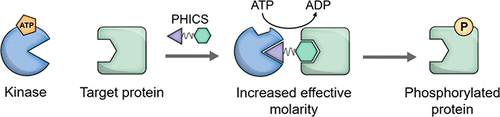 PHICS
ATP
ADP
ATP
P
Kinase
Target protein
Increased effective
molarity
Phosphorylated
protein